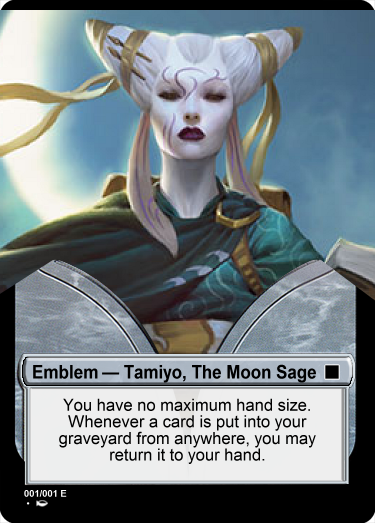 Emblem — Tamiyo, The Moon Sage
You have no maximum hand size.
Whenever a card is put into your
graveyard from anywhere, you may
return it to your hand.
001/001 E